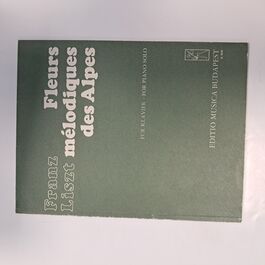 Franz
Liszt
Fleurs
mélodiques
des Alpes
FÜR KLAVIER · FOR PIANO SOLO
EDITIO MUSICA BUDAPEST